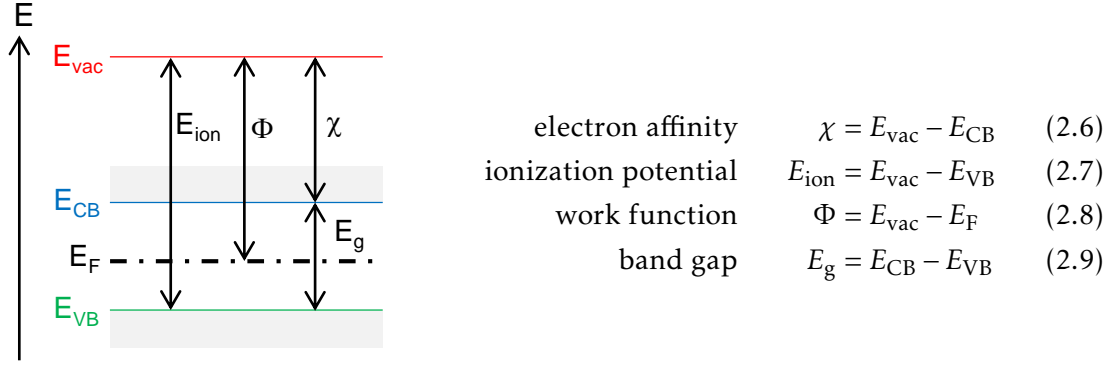 E
E_vac
E_ion
Φ
χ
E_CB
E_g
E_F
E_VB
electron affinity χ = E_vac − E_CB (2.6)
ionization potential E_ion = E_vac − E_VB (2.7)
work function Φ = E_vac − E_F (2.8)
band gap E_g = E_CB − E_VB (2.9)